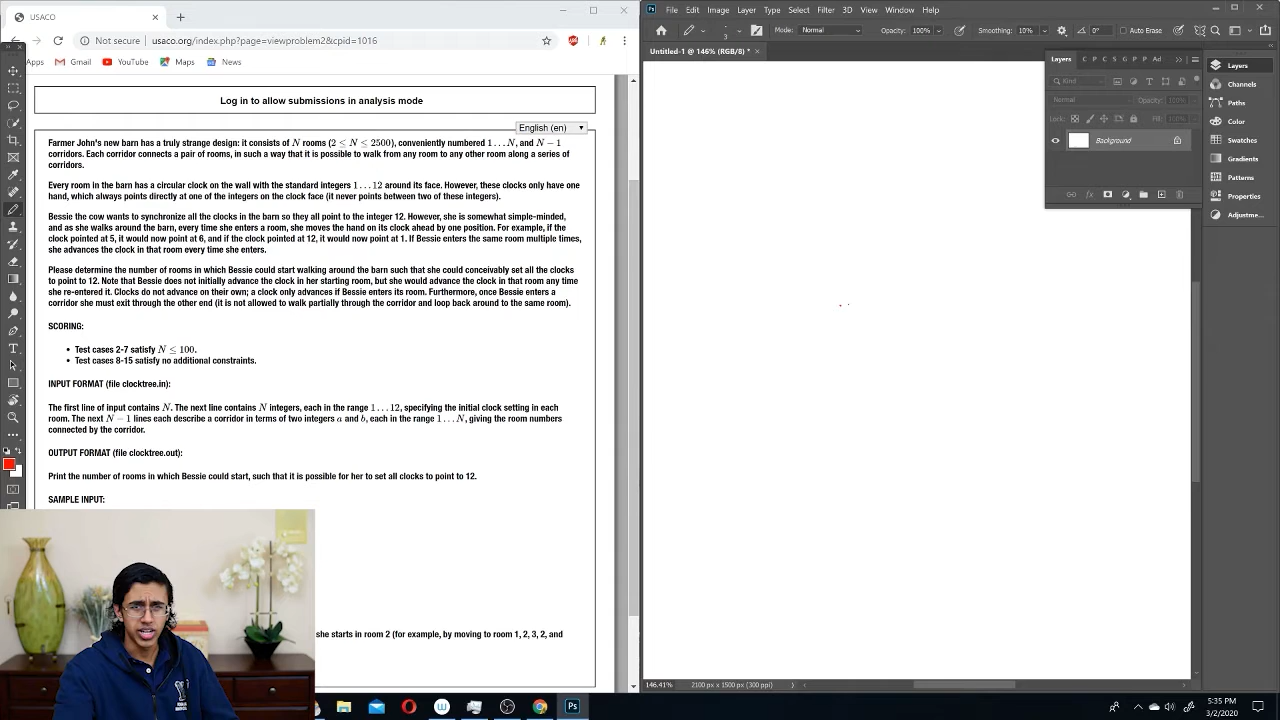 USACO
File Edit Image Layer Type Select Filter 3D View Window Help
Not secure | usaco.org/index.php?page=viewproblem2&cpid=1016
3 Mode: Normal Opacity: 100% Smoothing: 10% 0° Auto Erase
Untitled-1 @ 146% (RGB/8) *
Gmail YouTube Maps News
Layers C P C S G P P Ad
Kind
Normal Opacity: 100%
Lock: Fill: 100%
Background
Layers
Channels
Paths
Color
Swatches
Gradients
Patterns
Properties
Adjustme...
Log in to allow submissions in analysis mode
English (en)
Farmer John's new barn has a truly strange design: it consists of N rooms (2 ≤ N ≤ 2500), conveniently numbered 1…N, and N − 1
corridors. Each corridor connects a pair of rooms, in such a way that it is possible to walk from any room to any other room along a series of
corridors.
Every room in the barn has a circular clock on the wall with the standard integers 1…12 around its face. However, these clocks only have one
hand, which always points directly at one of the integers on the clock face (it never points between two of these integers).
Bessie the cow wants to synchronize all the clocks in the barn so they all point to the integer 12. However, she is somewhat simple-minded,
and as she walks around the barn, every time she enters a room, she moves the hand on its clock ahead by one position. For example, if the
clock pointed at 5, it would now point at 6, and if the clock pointed at 12, it would now point at 1. If Bessie enters the same room multiple times,
she advances the clock in that room every time she enters.
Please determine the number of rooms in which Bessie could start walking around the barn such that she could conceivably set all the clocks
to point to 12. Note that Bessie does not initially advance the clock in her starting room, but she would advance the clock in that room any time
she re-entered it. Clocks do not advance on their own; a clock only advances if Bessie enters its room. Furthermore, once Bessie enters a
corridor she must exit through the other end (it is not allowed to walk partially through the corridor and loop back around to the same room).
SCORING:
• Test cases 2-7 satisfy N ≤ 100.
• Test cases 8-15 satisfy no additional constraints.
INPUT FORMAT (file clocktree.in):
The first line of input contains N. The next line contains N integers, each in the range 1…12, specifying the initial clock setting in each
room. The next N − 1 lines each describe a corridor in terms of two integers a and b, each in the range 1…N, giving the room numbers
connected by the corridor.
OUTPUT FORMAT (file clocktree.out):
Print the number of rooms in which Bessie could start, such that it is possible for her to set all clocks to point to 12.
SAMPLE INPUT:
she starts in room 2 (for example, by moving to room 1, 2, 3, 2, and
146.41% 2100 px x 1500 px (300 ppi)
5:35 PM
3/2/2020